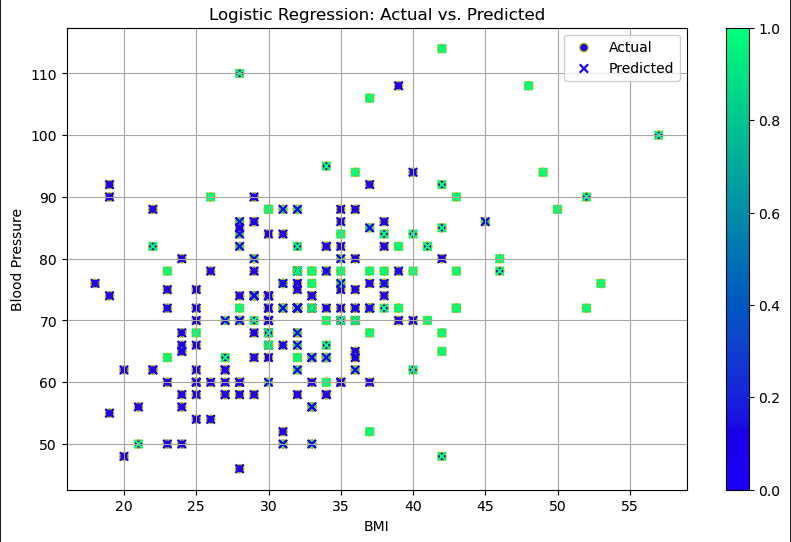 Logistic Regression: Actual vs. Predicted
Actual
Predicted
Blood Pressure
110
100
90
80
70
60
50
20 25 30 35 40 45 50 55
BMI
1.0
0.8
0.6
0.4
0.2
0.0